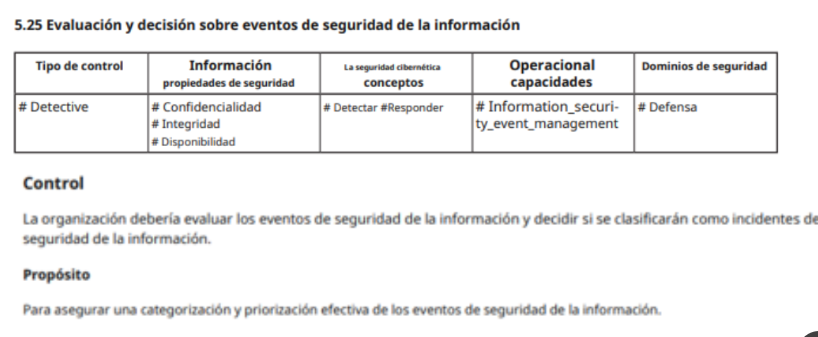 5.25 Evaluación y decisión sobre eventos de seguridad de la información
Tipo de control
Información
propiedades de seguridad
La seguridad cibernética
conceptos
Operacional
capacidades
Dominios de seguridad
# Detective
# Confidencialidad
# Integridad
# Disponibilidad
# Detectar #Responder
# Information_securi-
ty_event_management
# Defensa
Control
La organización debería evaluar los eventos de seguridad de la información y decidir si se clasificarán como incidentes de
seguridad de la información.
Propósito
Para asegurar una categorización y priorización efectiva de los eventos de seguridad de la información.